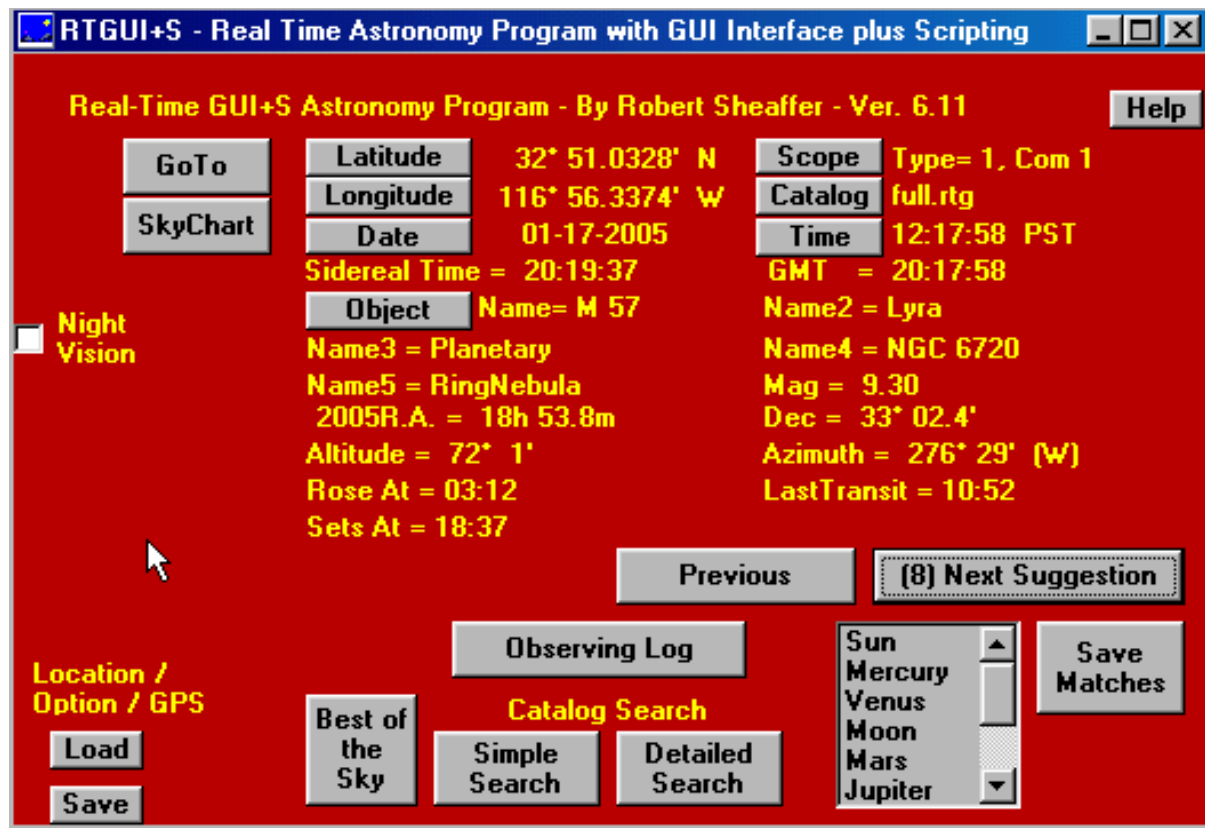 RTGUI+S - Real Time Astronomy Program with GUI Interface plus Scripting
Real-Time GUI+S Astronomy Program - By Robert Sheaffer - Ver. 6.11
Help
GoTo
SkyChart
Latitude 32° 51.0328' N
Scope Type= 1, Com 1
Longitude 116° 56.3374' W
Catalog full.rtg
Date 01-17-2005
Time 12:17:58 PST
Sidereal Time = 20:19:37
GMT = 20:17:58
Object Name= M 57
Name2 = Lyra
Night
Vision
Name3 = Planetary
Name4 = NGC 6720
Name5 = RingNebula
Mag = 9.30
2005R.A. = 18h 53.8m
Dec = 33° 02.4'
Altitude = 72° 1'
Azimuth = 276° 29' (W)
Rose At = 03:12
LastTransit = 10:52
Sets At = 18:37
Previous
(8) Next Suggestion
Observing Log
Sun
Mercury
Venus
Moon
Mars
Jupiter
Save
Matches
Location /
Option / GPS
Load
Save
Best of
the
Sky
Catalog Search
Simple
Search
Detailed
Search